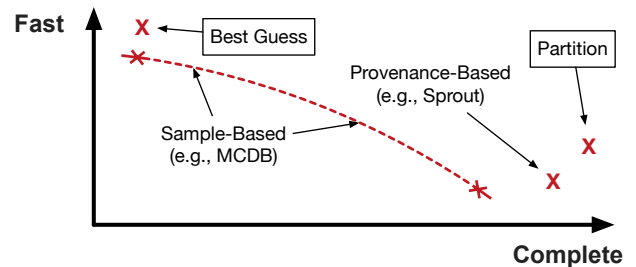 Fast
X
Best Guess
Partition
Provenance-Based
(e.g., Sprout)
Sample-Based
(e.g., MCDB)
X
X
Complete